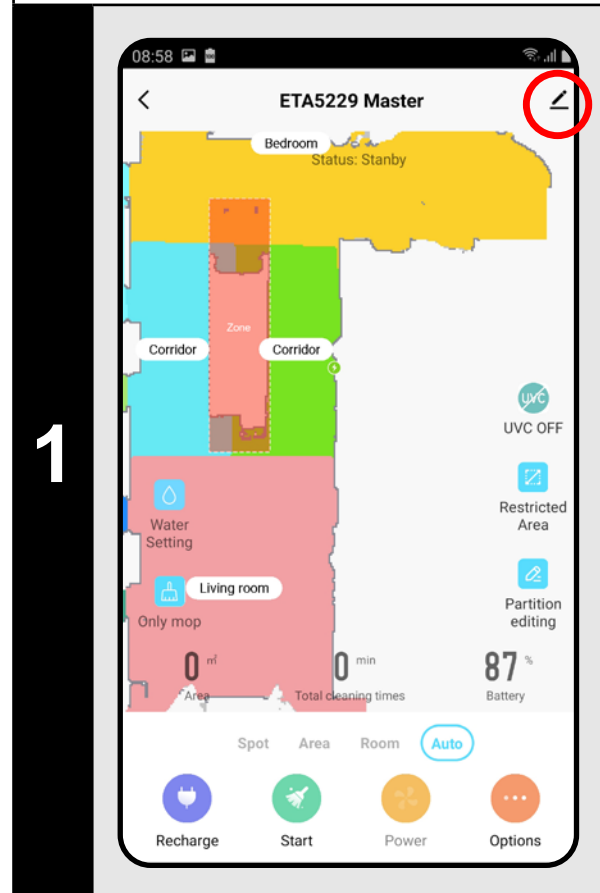 1
08:58
ETA5229 Master
Bedroom
Status: Stanby
Zone
Corridor
Corridor
UVC
UVC OFF
Restricted
Area
Water
Setting
Living room
Only mop
Partition
editing
0 ㎡
0 min
87 %
Area
Total cleaning times
Battery
Spot
Area
Room
Auto
Recharge
Start
Power
Options